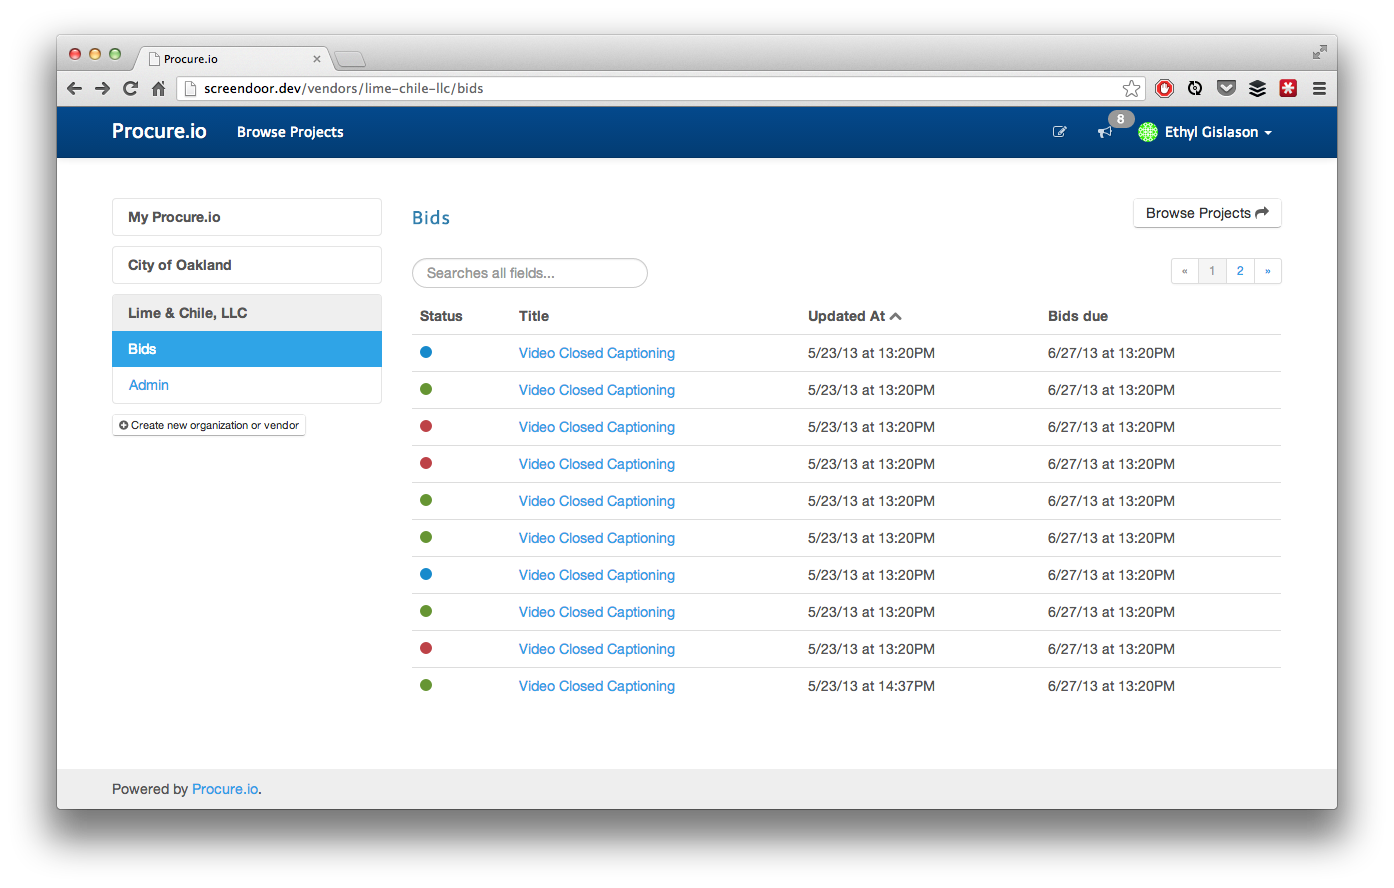 Procure.io
screendoor.dev/vendors/lime-chile-llc/bids
Procure.io Browse Projects 8 Ethyl Gislason
My Procure.io
City of Oakland
Lime & Chile, LLC
Bids
Admin
Create new organization or vendor
Bids
Browse Projects
Searches all fields...
« 1 2 »
Status Title Updated At Bids due
Video Closed Captioning 5/23/13 at 13:20PM 6/27/13 at 13:20PM
Video Closed Captioning 5/23/13 at 13:20PM 6/27/13 at 13:20PM
Video Closed Captioning 5/23/13 at 13:20PM 6/27/13 at 13:20PM
Video Closed Captioning 5/23/13 at 13:20PM 6/27/13 at 13:20PM
Video Closed Captioning 5/23/13 at 13:20PM 6/27/13 at 13:20PM
Video Closed Captioning 5/23/13 at 13:20PM 6/27/13 at 13:20PM
Video Closed Captioning 5/23/13 at 13:20PM 6/27/13 at 13:20PM
Video Closed Captioning 5/23/13 at 13:20PM 6/27/13 at 13:20PM
Video Closed Captioning 5/23/13 at 13:20PM 6/27/13 at 13:20PM
Video Closed Captioning 5/23/13 at 14:37PM 6/27/13 at 13:20PM
Powered by Procure.io.